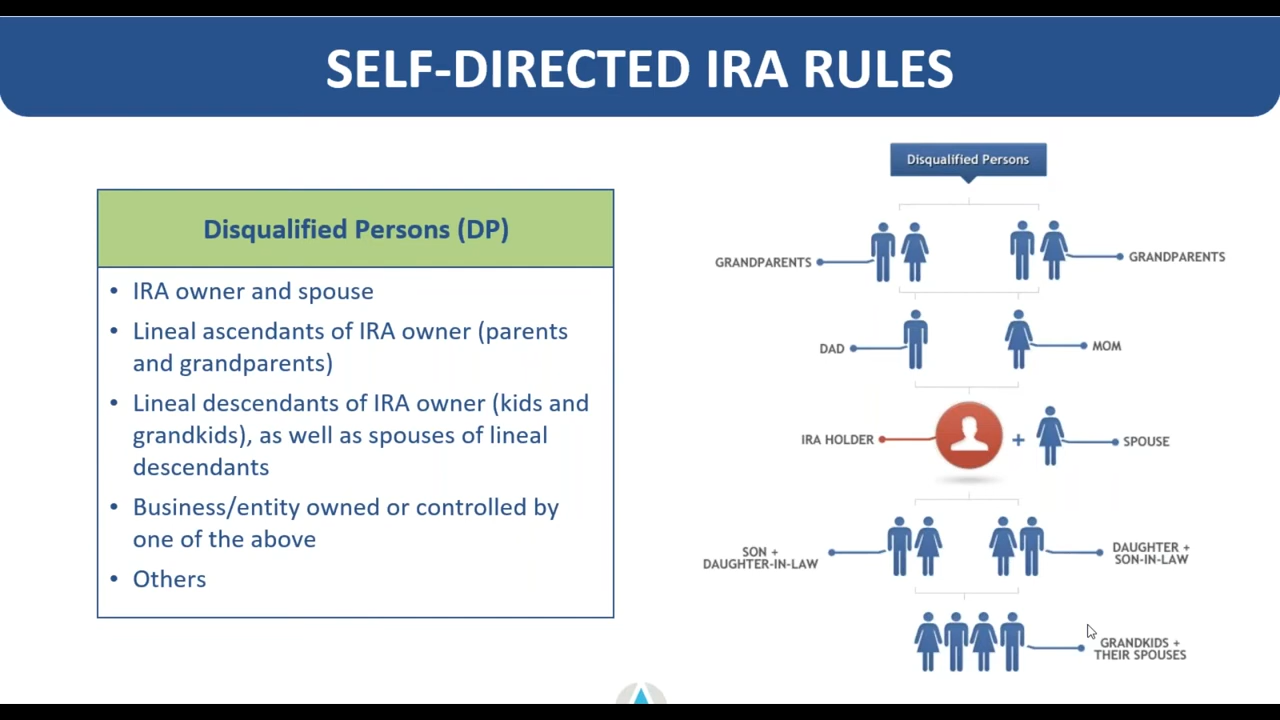 SELF-DIRECTED IRA RULES
Disqualified Persons (DP)
• IRA owner and spouse
• Lineal ascendants of IRA owner (parents
and grandparents)
• Lineal descendants of IRA owner (kids and
grandkids), as well as spouses of lineal
descendants
• Business/entity owned or controlled by
one of the above
• Others
Disqualified Persons
GRANDPARENTS
GRANDPARENTS
DAD
MOM
IRA HOLDER
+
SPOUSE
SON +
DAUGHTER-IN-LAW
DAUGHTER +
SON-IN-LAW
GRANDKIDS +
THEIR SPOUSES